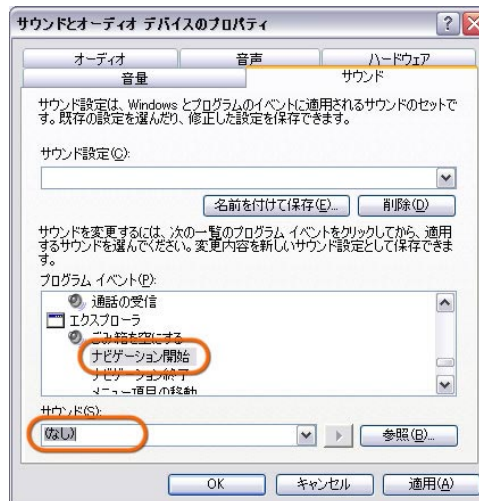 サウンドとオーディオ デバイスのプロパティ
オーディオ
音声
ハードウェア
音量
サウンド
サウンド設定は、Windows とプログラムのイベントに適用されるサウンドのセットで
す。既存の設定を選んだり、修正した設定を保存できます。
サウンド設定(C):
名前を付けて保存(E)...
削除(D)
サウンドを変更するには、次の一覧のプログラム イベントをクリックしてから、適用
するサウンドを選んでください。変更内容を新しいサウンド設定として保存できま
す。
プログラム イベント(P):
通話の受信
エクスプローラ
ごみ箱を空にする
ナビゲーション開始
ナビゲーション終了
メニュー項目の移動
サウンド(S):
(なし)
参照(B)...
OK
キャンセル
適用(A)